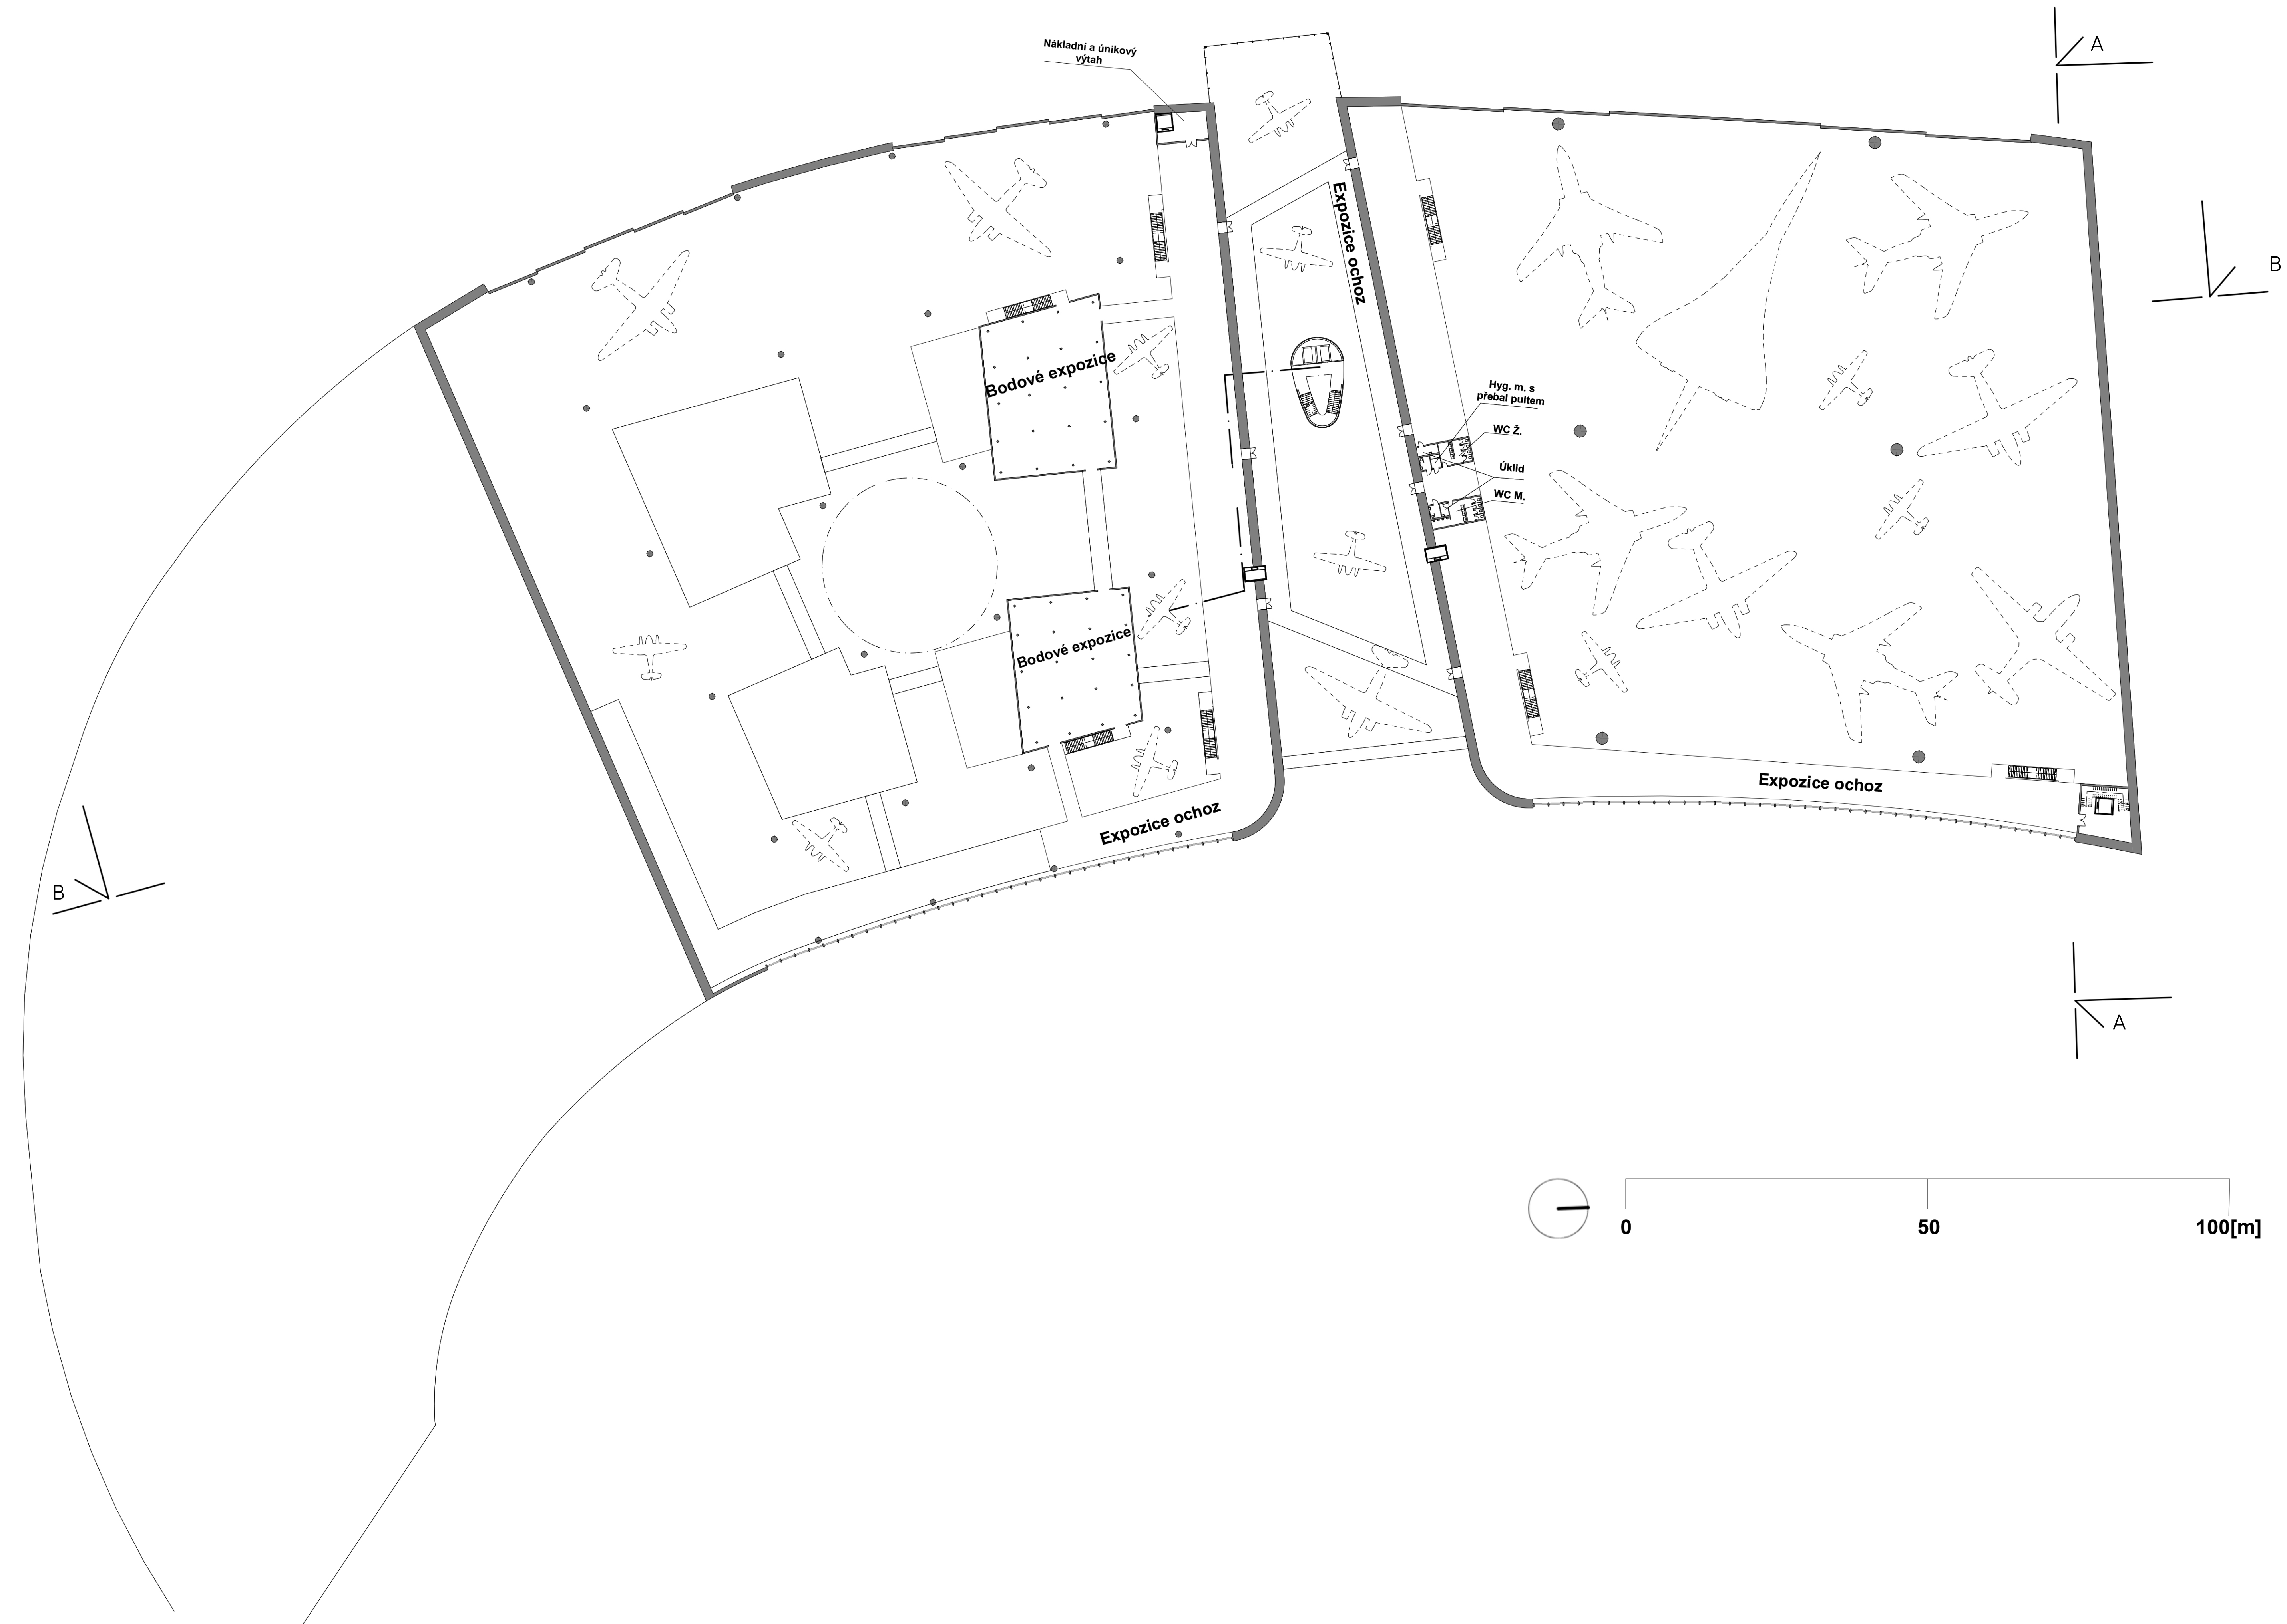 Nákladní a únikový
výtah
A
B
Expozice ochoz
Bodové expozice
Hyg. m. s
přebal pultem
WC Ž.
Úklid
WC M.
Bodové expozice
Expozice ochoz
Expozice ochoz
B
A
0 50 100[m]